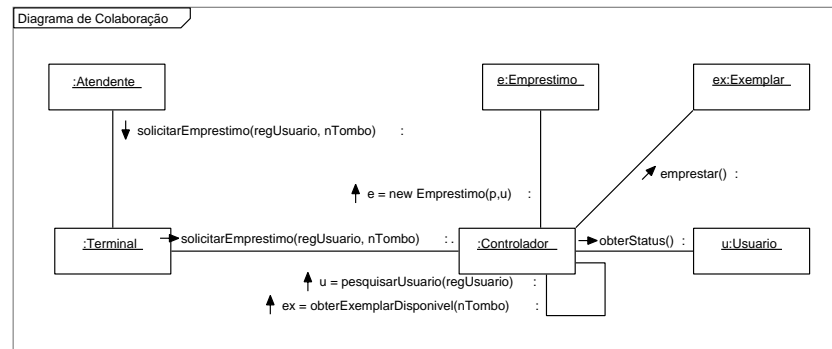 Diagrama de Colaboração
:Atendente
e:Emprestimo
ex:Exemplar
solicitarEmprestimo(regUsuario, nTombo) :
emprestar() :
e = new Emprestimo(p,u) :
:Terminal
solicitarEmprestimo(regUsuario, nTombo) : .
:Controlador
obterStatus() :
u:Usuario
u = pesquisarUsuario(regUsuario) :
ex = obterExemplarDisponivel(nTombo) :